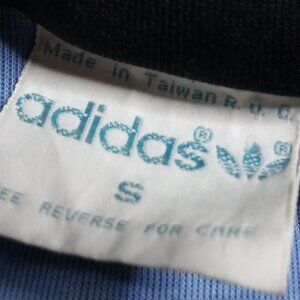 Made in Taiwan R.O.C.
adidas®®
S
EE REVERSE FOR CARE